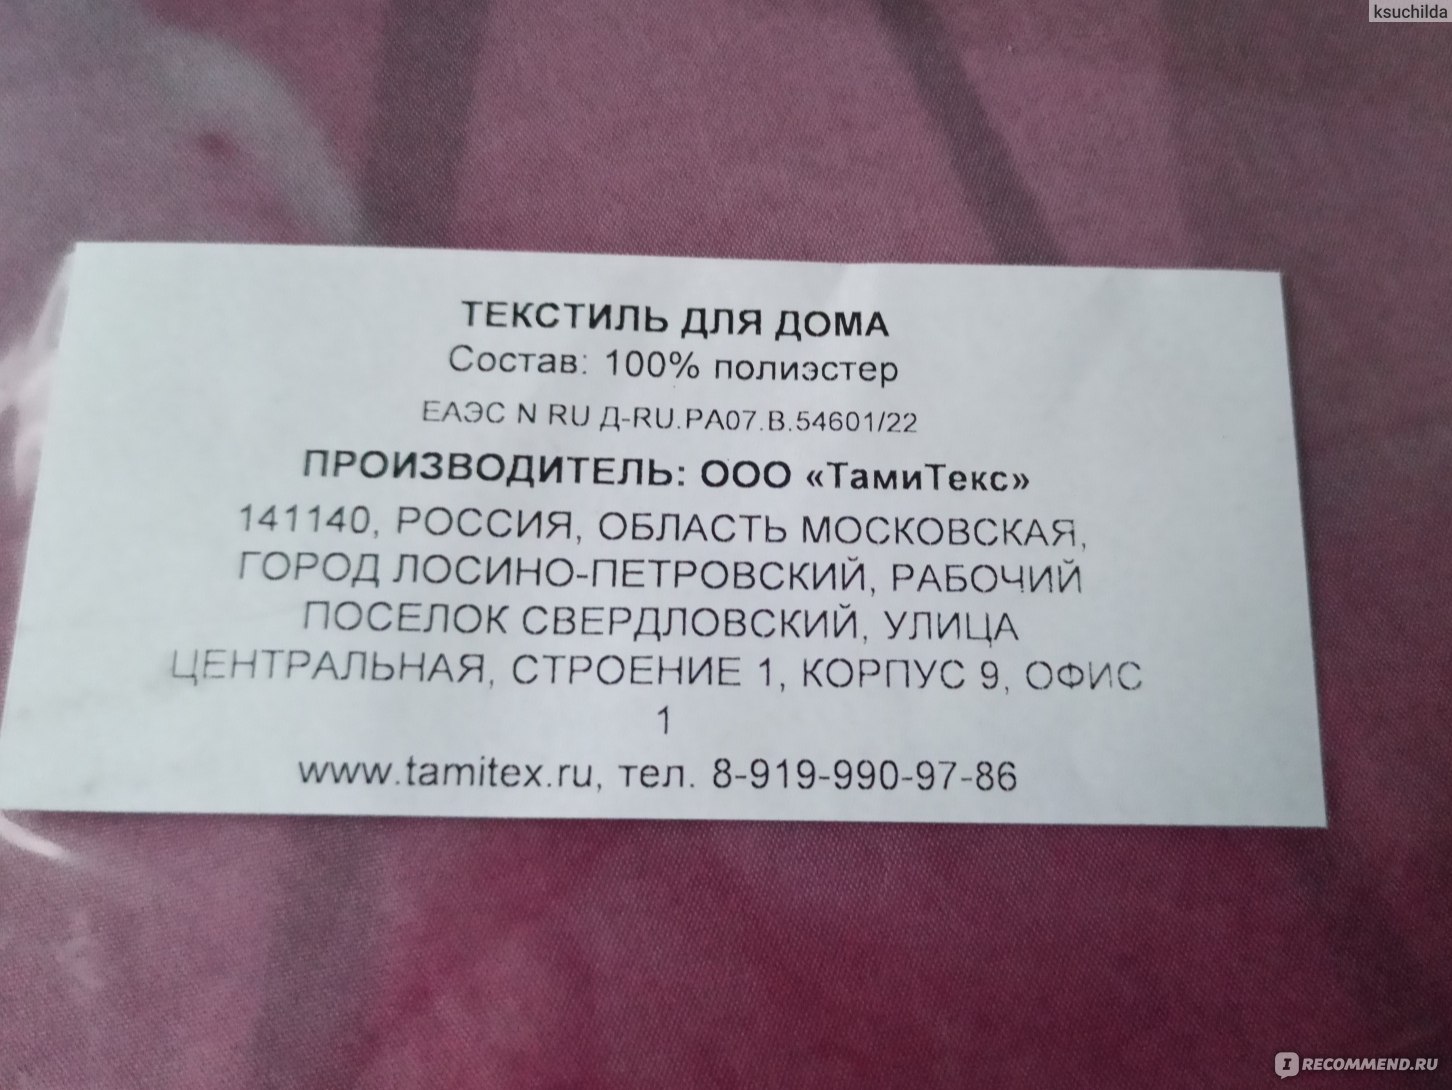 ksuchilda
ТЕКСТИЛЬ ДЛЯ ДОМА
Состав: 100% полиэстер
ЕАЭС N RU Д-RU.РА07.В.54601/22
ПРОИЗВОДИТЕЛЬ: ООО «ТамиТекс»
141140, РОССИЯ, ОБЛАСТЬ МОСКОВСКАЯ,
ГОРОД ЛОСИНО-ПЕТРОВСКИЙ, РАБОЧИЙ
ПОСЕЛОК СВЕРДЛОВСКИЙ, УЛИЦА
ЦЕНТРАЛЬНАЯ, СТРОЕНИЕ 1, КОРПУС 9, ОФИС
1
www.tamitex.ru, тел. 8-919-990-97-86
IRECOMMEND.RU